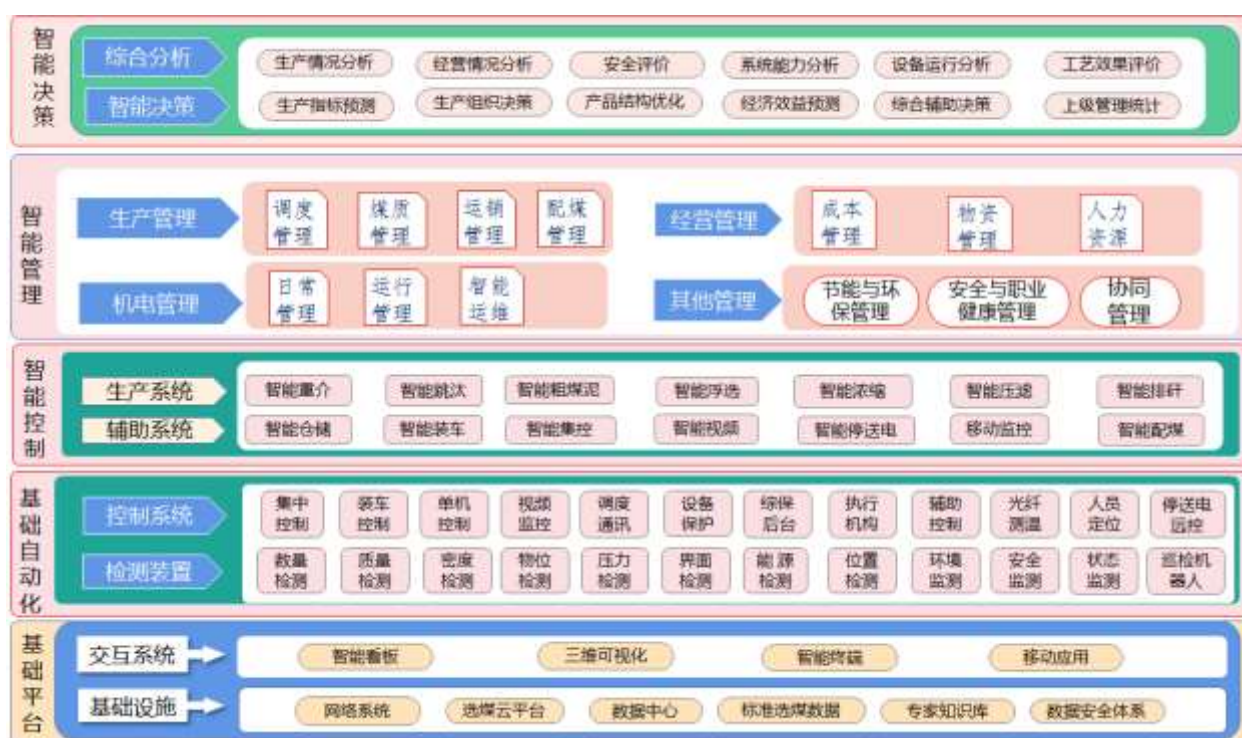 智能决策
综合分析
生产情况分析 经营情况分析 安全评价 系统能力分析 设备运行分析 工艺效果评价
智能决策
生产指标预测 生产组织决策 产品结构优化 经济效益预测 综合辅助决策 上级管理统计
智能管理
生产管理
调度管理 煤质管理 运销管理 配煤管理
经营管理
成本管理 物资管理 人力资源
机电管理
日常管理 运行管理 智能运维
其他管理
节能与环保管理 安全与职业健康管理 协同管理
智能控制
生产系统
智能重介 智能跳汰 智能粗煤泥 智能浮选 智能浓缩 智能压滤 智能排矸
辅助系统
智能仓储 智能装车 智能集控 智能视频 智能停送电 移动监控 智能配煤
基础自动化
控制系统
集中控制 装车控制 单机控制 视频监控 调度通讯 设备保护 综保后台 执行机构 辅助控制 光纤测温 人员定位 停送电远控
检测装置
数量检测 质量检测 密度检测 物位检测 压力检测 界面检测 能源检测 位置检测 环境监测 安全监测 状态监测 巡检机器人
基础平台
交互系统
智能看板 三维可视化 智能终端 移动应用
基础设施
网络系统 选煤云平台 数据中心 标准选煤数据 专家知识库 数据安全体系